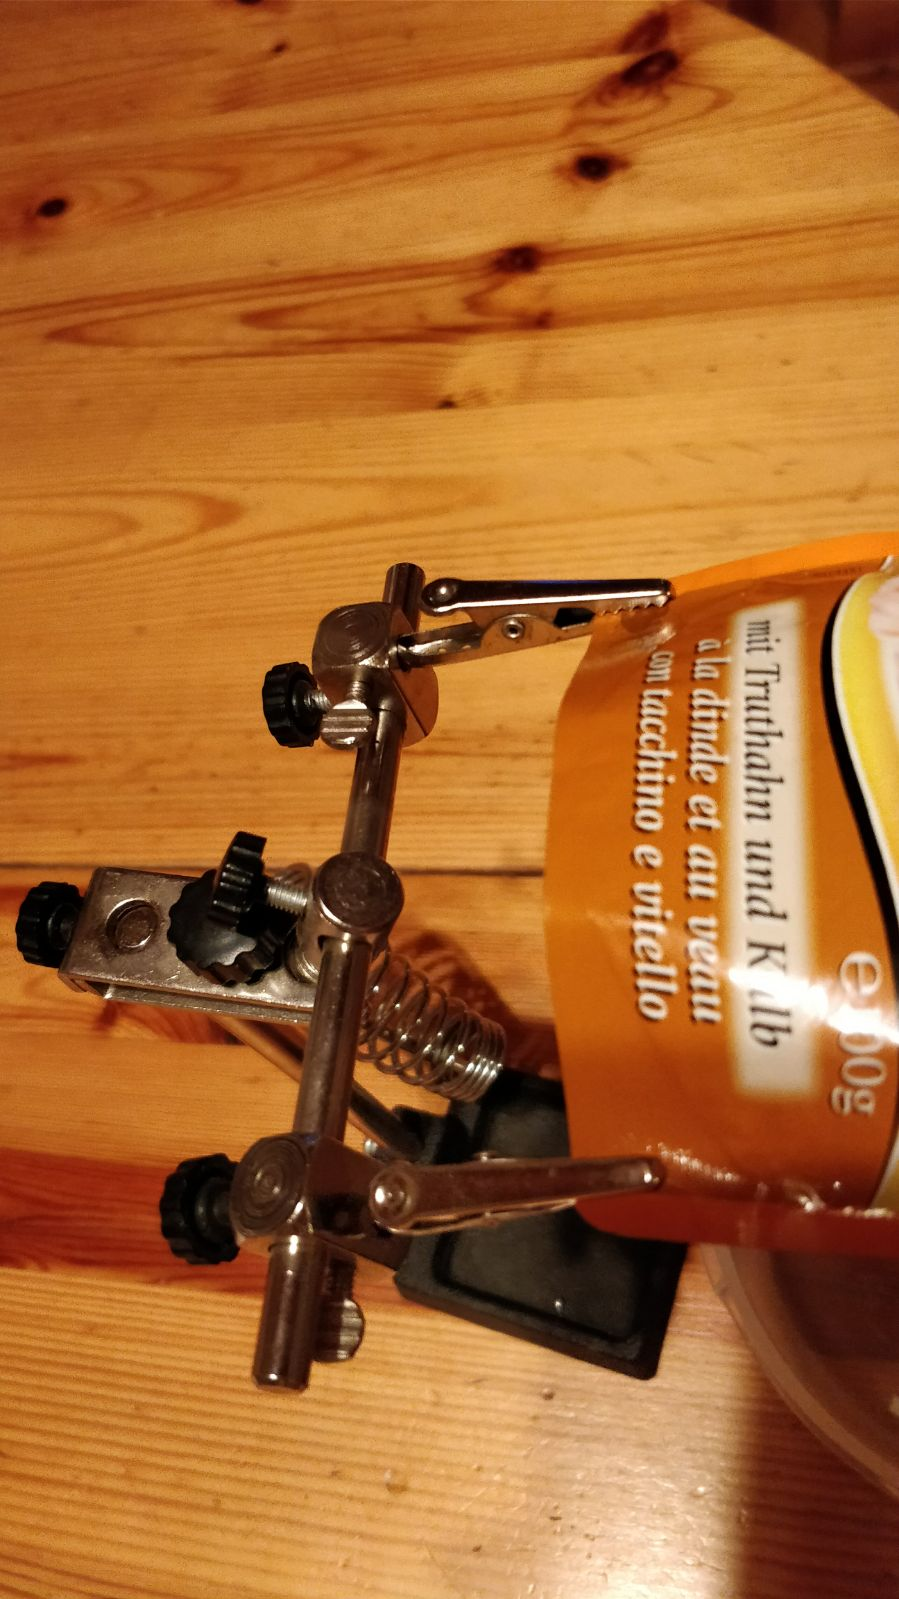 mit Truthahn und Kalb
à la dinde et au veau
con tacchino e vitello